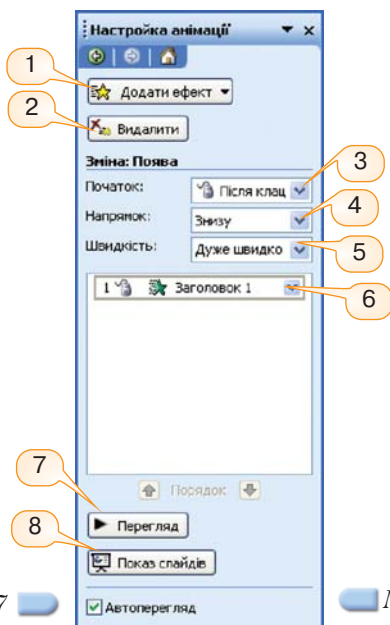 Настройка анімації
1
Додати ефект
2
Видалити
Зміна: Поява
3
Початок: Після клац
4
Напрямок: Знизу
Швидкість: Дуже швидко
5
1 Заголовок 1
6
Порядок
7
Перегляд
8
Показ слайдів
7
Автоперегляд